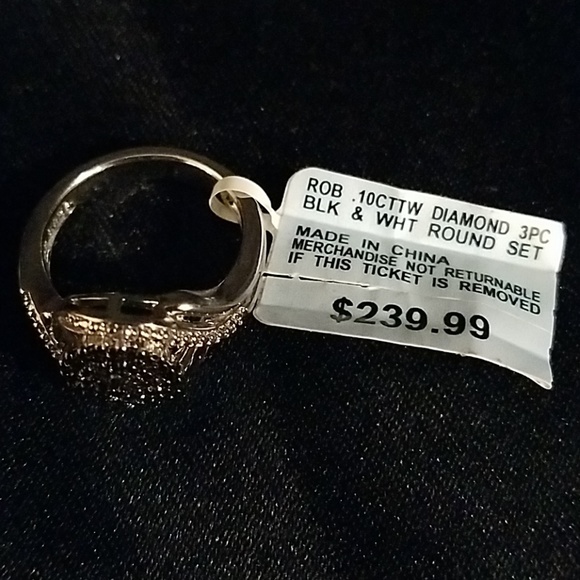 ROB .10CTTW DIAMOND 3PC
BLK & WHT ROUND SET
MADE IN CHINA
MERCHANDISE NOT RETURNABLE
IF THIS TICKET IS REMOVED
$239.99